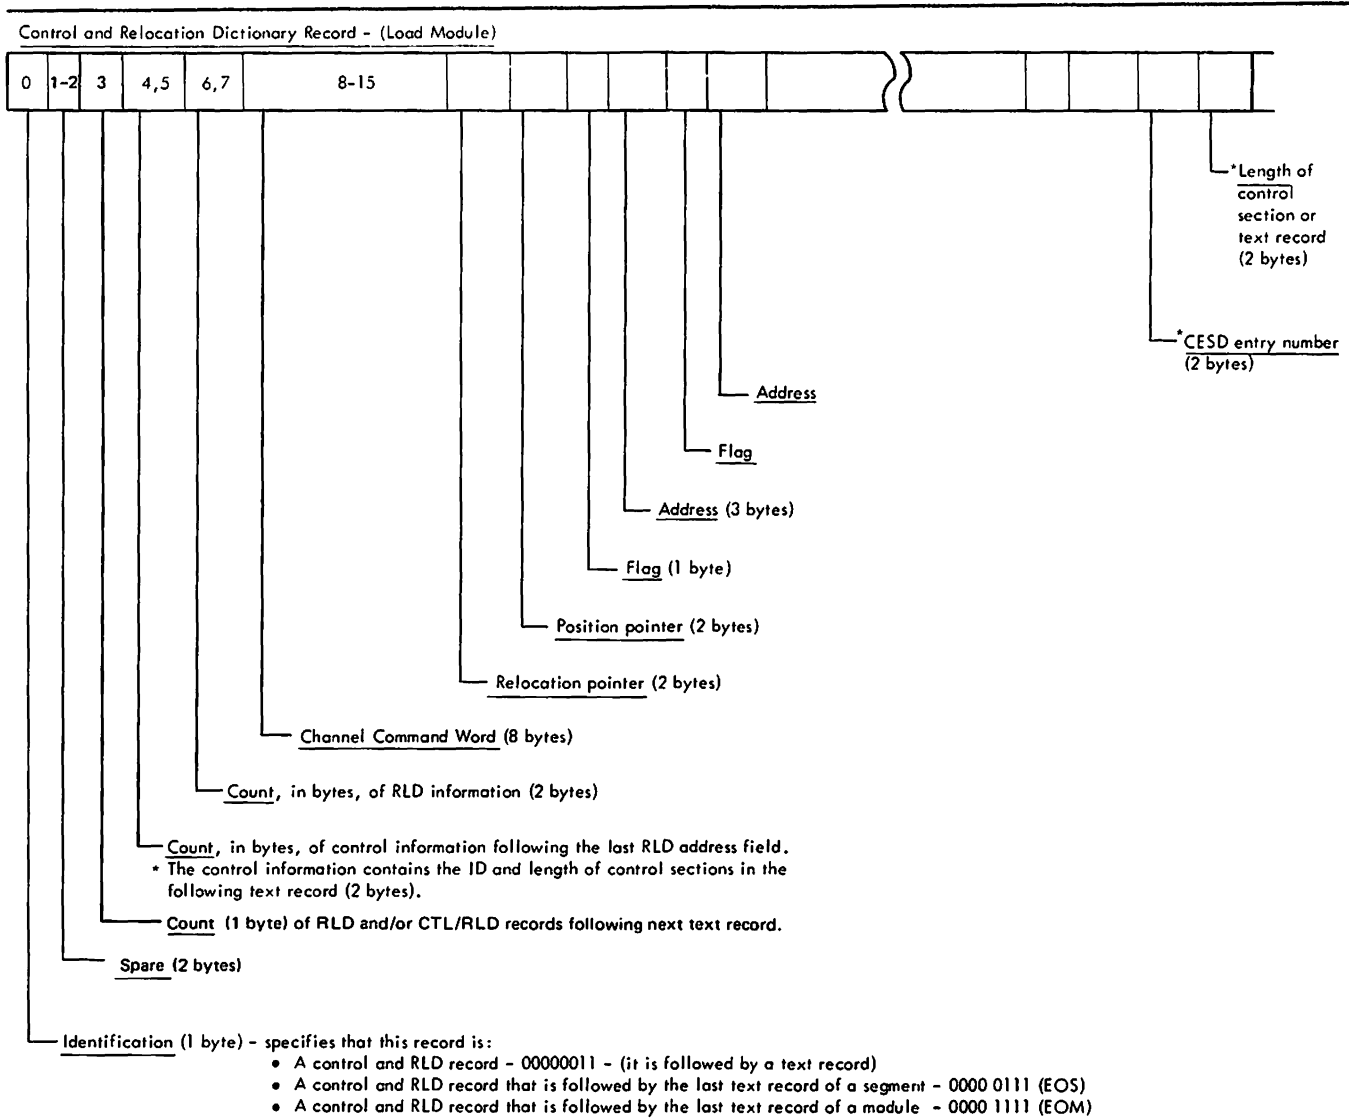 Control and Relocation Dictionary Record - (Load Module)
0 1-2 3 4,5 6,7 8-15
*Length of
control
section or
text record
(2 bytes)
*CESD entry number
(2 bytes)
Address
Flag
Address (3 bytes)
Flag (1 byte)
Position pointer (2 bytes)
Relocation pointer (2 bytes)
Channel Command Word (8 bytes)
Count, in bytes, of RLD information (2 bytes)
Count, in bytes, of control information following the last RLD address field.
* The control information contains the ID and length of control sections in the
following text record (2 bytes).
Count (1 byte) of RLD and/or CTL/RLD records following next text record.
Spare (2 bytes)
Identification (1 byte) - specifies that this record is:
• A control and RLD record - 00000011 - (it is followed by a text record)
• A control and RLD record that is followed by the last text record of a segment - 0000 0111 (EOS)
• A control and RLD record that is followed by the last text record of a module - 0000 1111 (EOM)